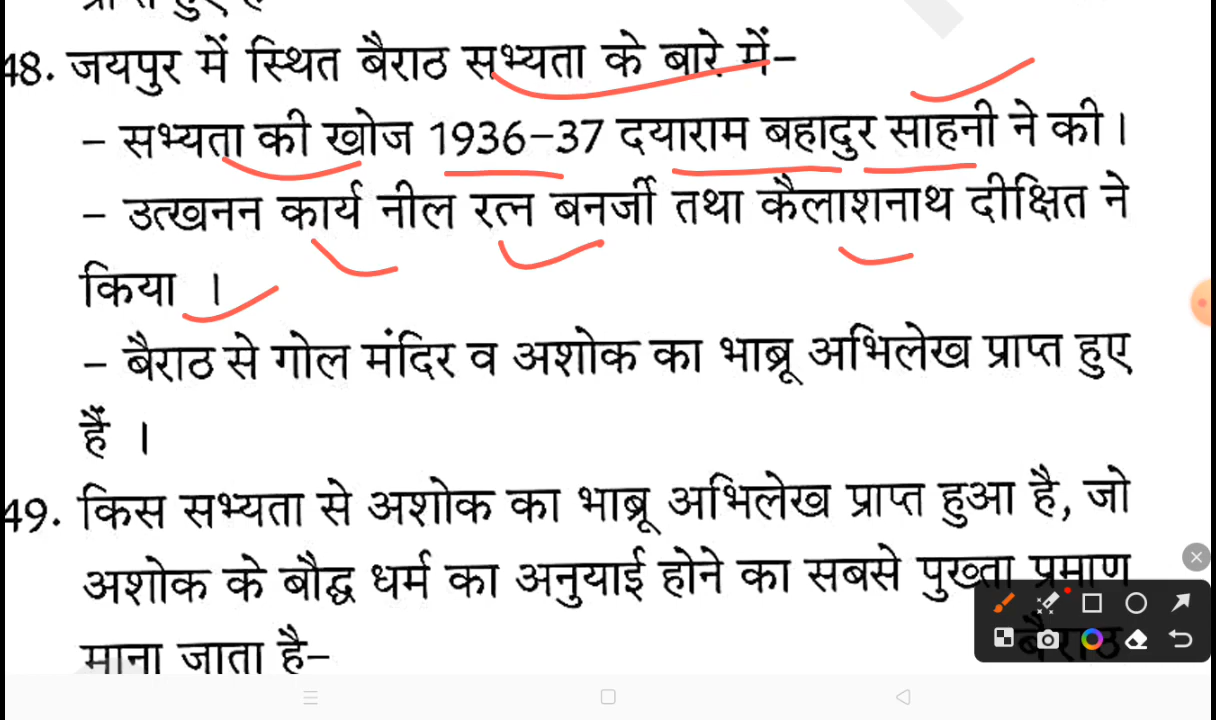 प्राप्त हुए हैं
48. जयपुर में स्थित बैराठ सभ्यता के बारे में–
– सभ्यता की खोज 1936–37 दयाराम बहादुर साहनी ने की ।
– उत्खनन कार्य नील रत्न बनर्जी तथा कैलाशनाथ दीक्षित ने
किया ।
– बैराठ से गोल मंदिर व अशोक का भाब्रू अभिलेख प्राप्त हुए
हैं ।
49. किस सभ्यता से अशोक का भाब्रू अभिलेख प्राप्त हुआ है, जो
अशोक के बौद्ध धर्म का अनुयाई होने का सबसे पुख्ता प्रमाण
माना जाता है– बैराठ